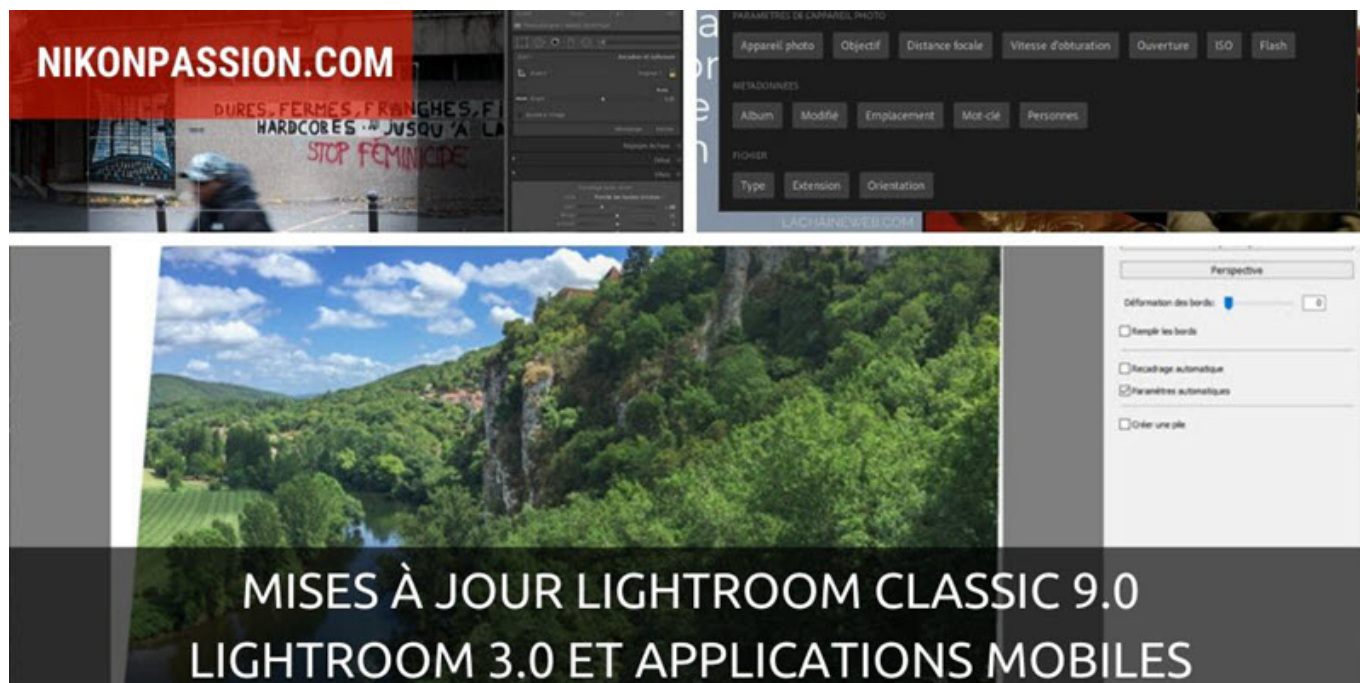 NIKONPASSION.COM
DURES, FERMES, FRANCHES, FI
HARDCORES JUSQU'À LA
STOP FÉMINICIDE
PARAMÈTRES DE L'APPAREIL PHOTO
Appareil photo Objectif Distance focale Vitesse d'obturation Ouverture ISO Flash
MÉTADONNÉES
Album Modifié Emplacement Mot-clé Personnes
FICHIER
Type Extension Orientation
LACHAINEWEB.COM
Perspective
Déformation des bords: 0
Remplir les bords
Recadrage automatique
Paramètres automatiques
Créer une pile
MISES À JOUR LIGHTROOM CLASSIC 9.0
LIGHTROOM 3.0 ET APPLICATIONS MOBILES